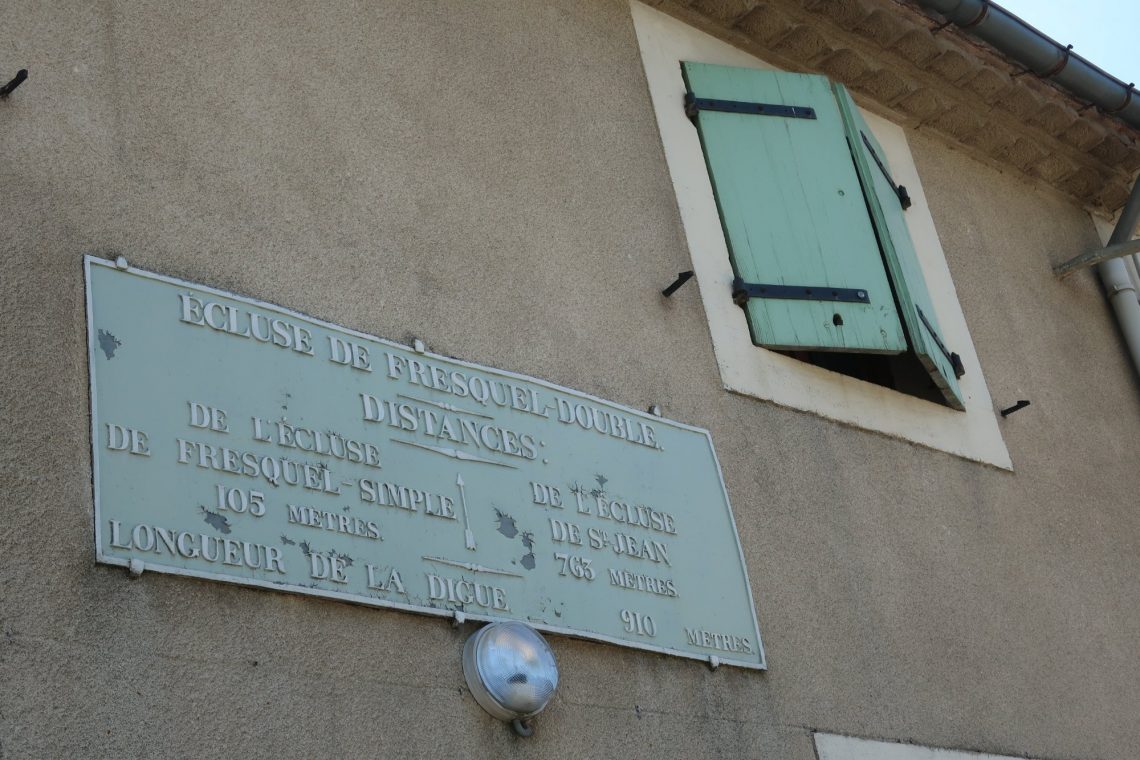 ÉCLUSE DE FRESQUEL-DOUBLE.
DISTANCES:
DE L'ÉCLUSE
DE FRESQUEL-SIMPLE
105 MÈTRES.
DE L'ÉCLUSE
DE ST JEAN
763 MÈTRES.
LONGUEUR DE LA DIGUE 910 MÈTRES.